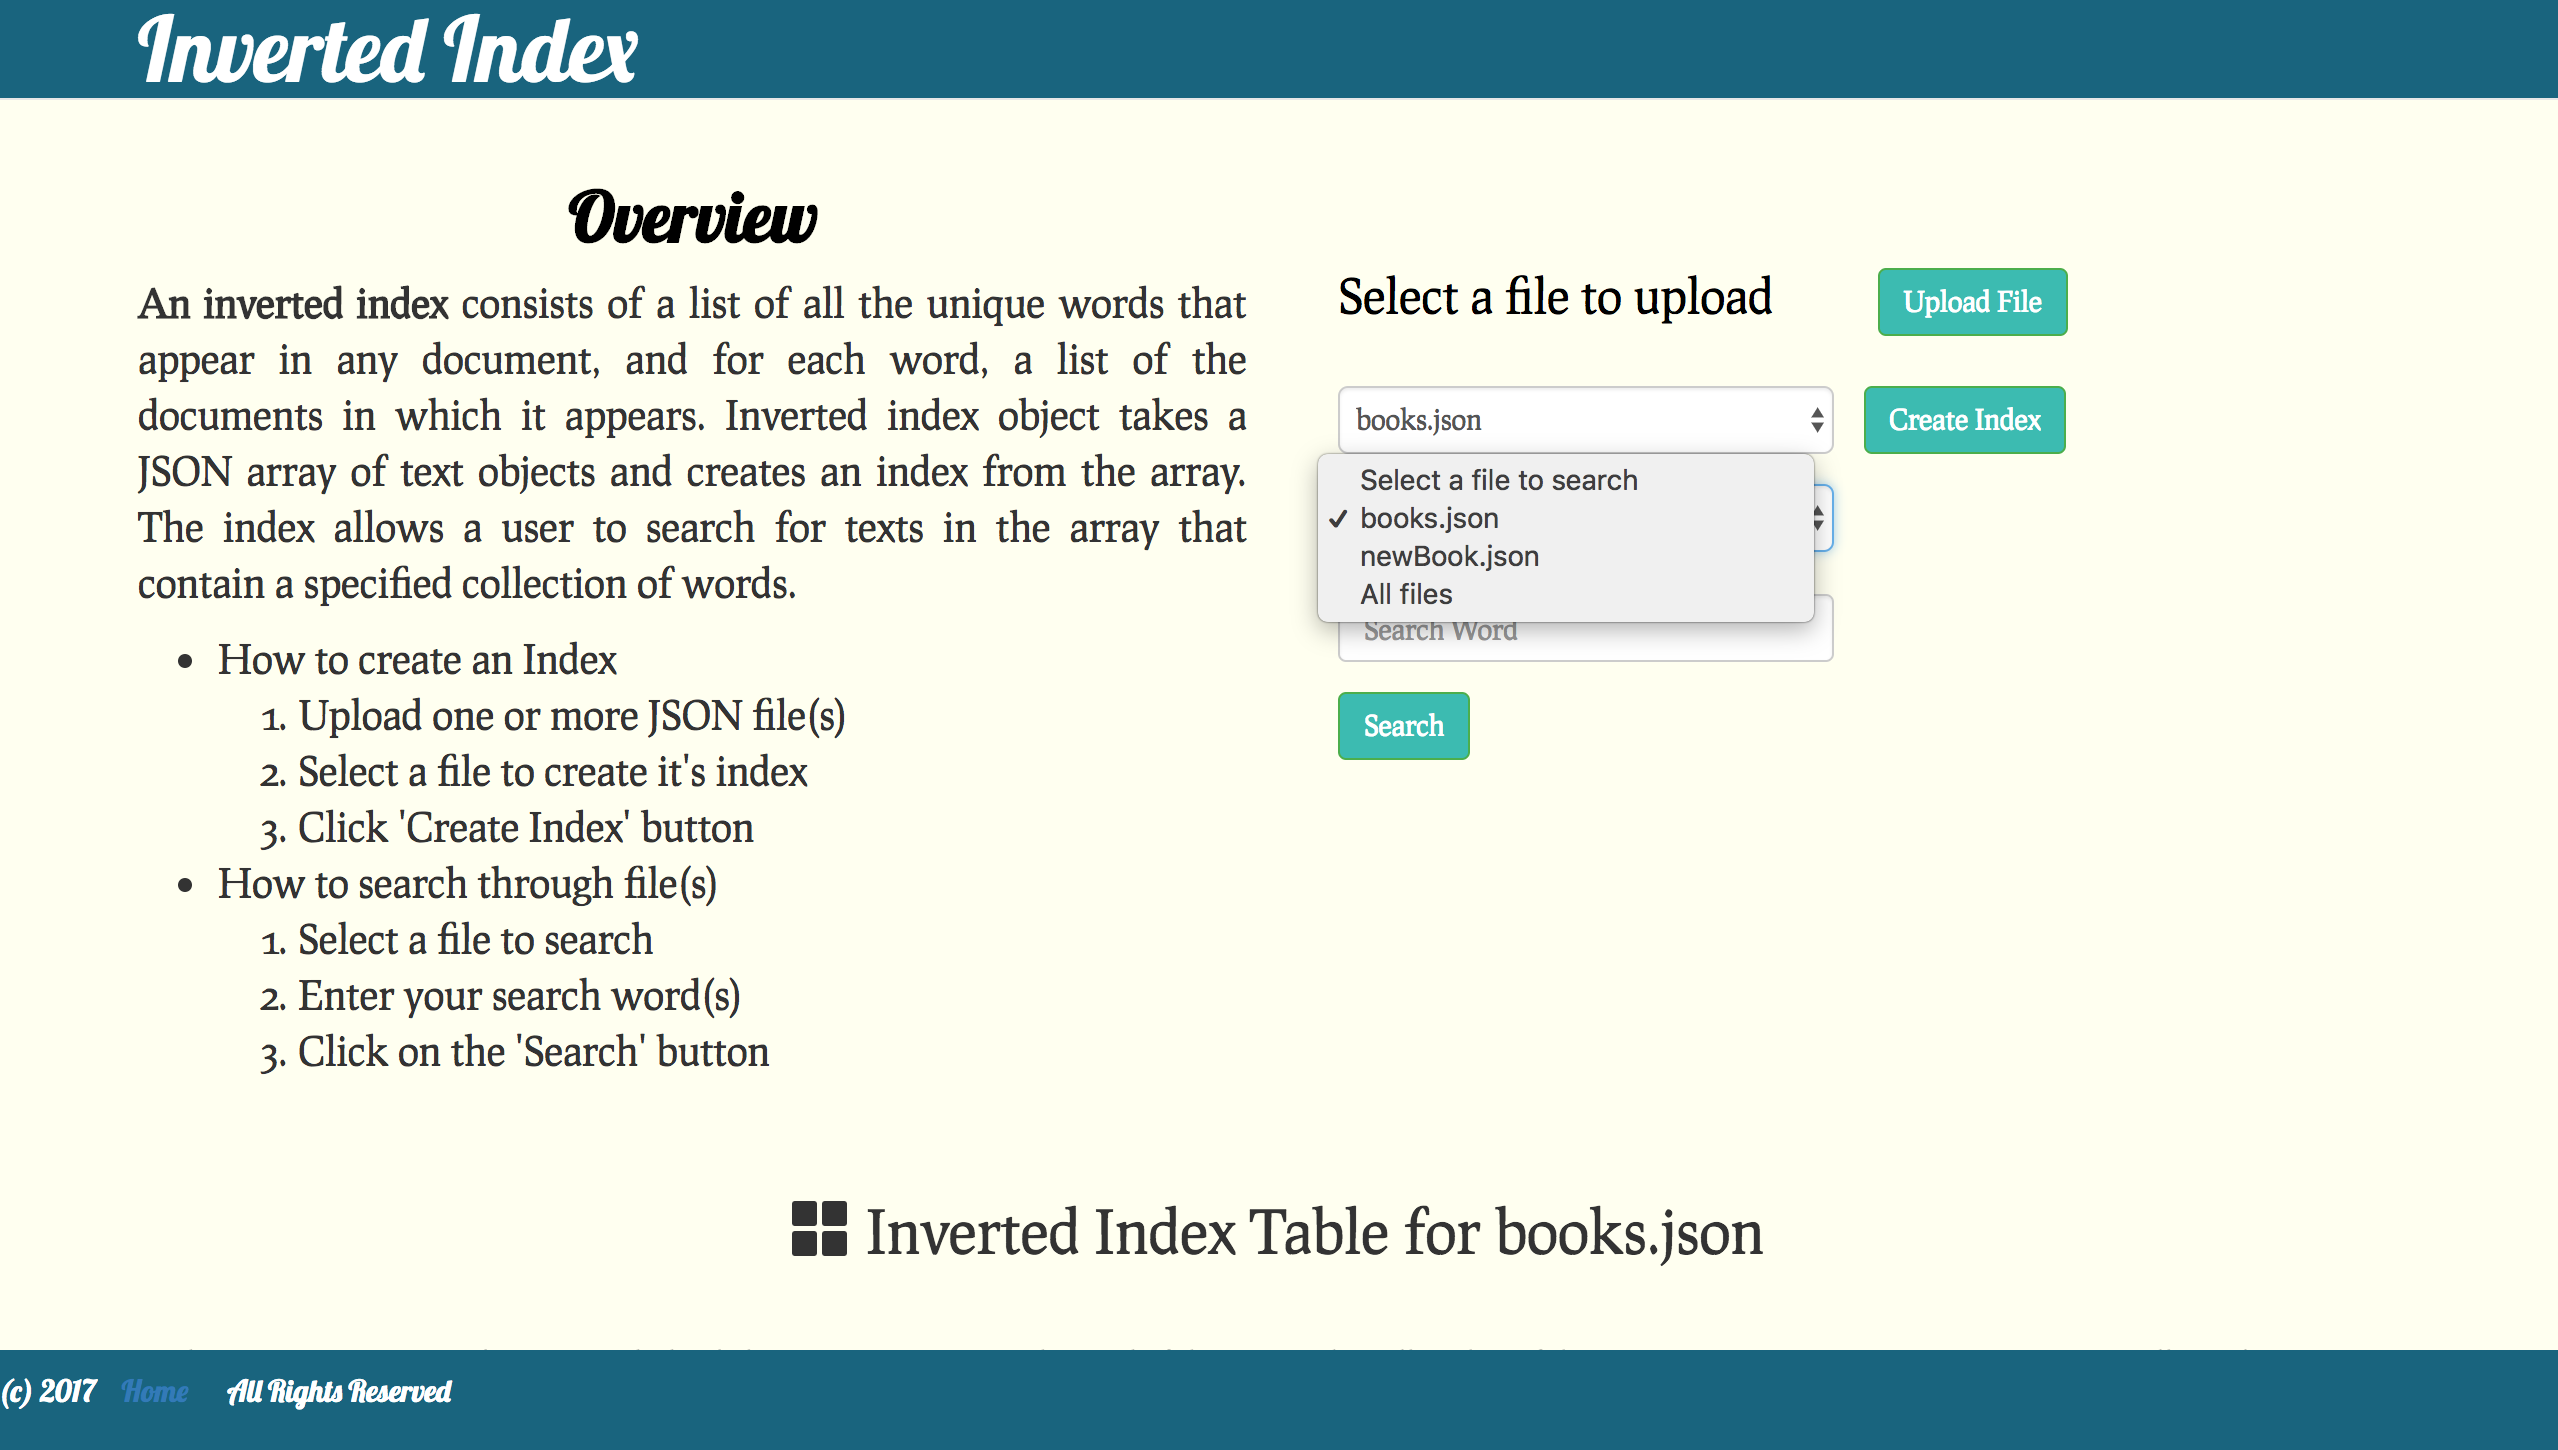 Inverted Index
Overview
An inverted index consists of a list of all the unique words that
appear in any document, and for each word, a list of the
documents in which it appears. Inverted index object takes a
JSON array of text objects and creates an index from the array.
The index allows a user to search for texts in the array that
contain a specified collection of words.
• How to create an Index
1. Upload one or more JSON file(s)
2. Select a file to create it's index
3. Click 'Create Index' button
• How to search through file(s)
1. Select a file to search
2. Enter your search word(s)
3. Click on the 'Search' button
Select a file to upload
Upload File
books.json
Create Index
Select a file to search
✓ books.json
newBook.json
All files
Search Word
Search
Inverted Index Table for books.json
(c) 2017 Home All Rights Reserved